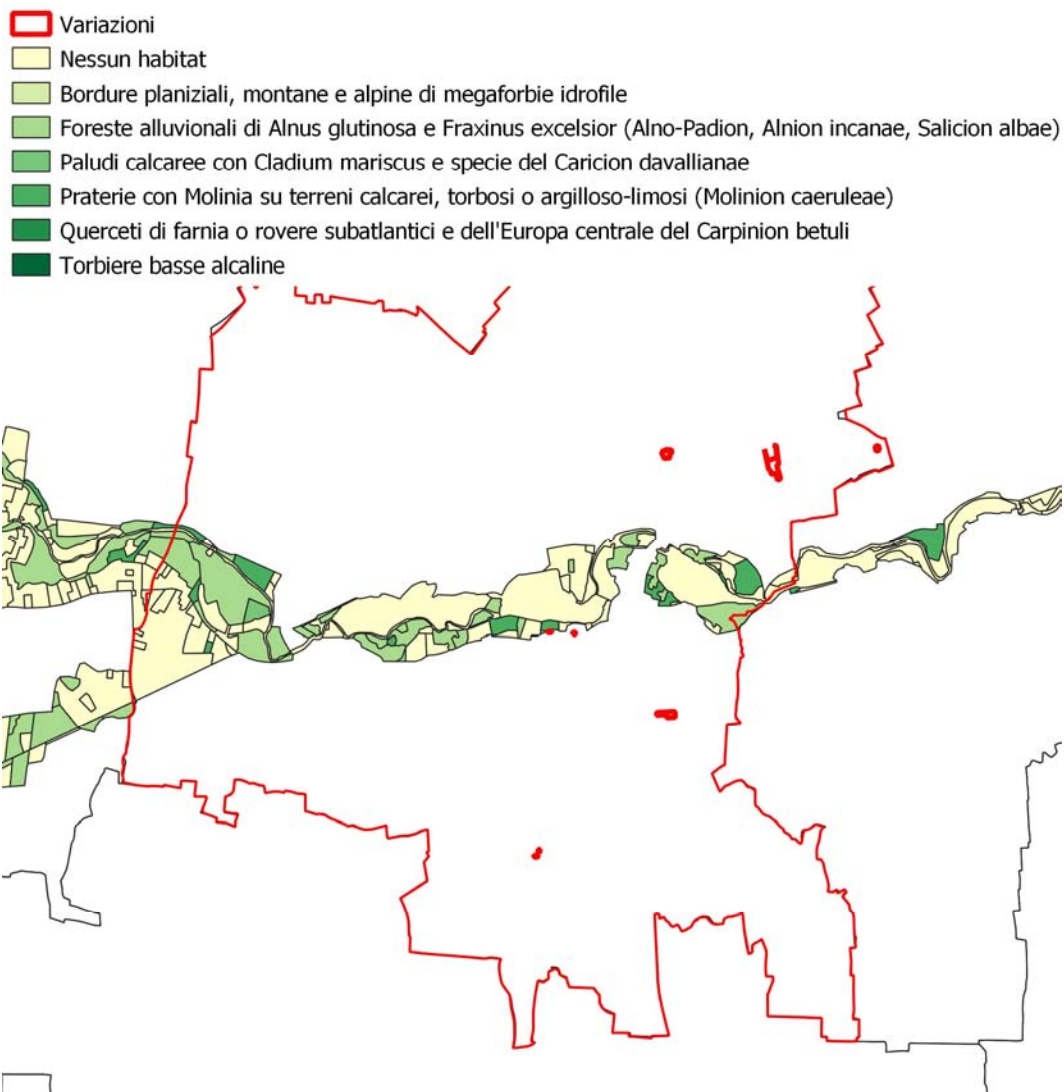 Variazioni
Nessun habitat
Bordure planiziali, montane e alpine di megaforbie idrofile
Foreste alluvionali di Alnus glutinosa e Fraxinus excelsior (Alno-Padion, Alnion incanae, Salicion albae)
Paludi calcaree con Cladium mariscus e specie del Caricion davallianae
Praterie con Molinia su terreni calcarei, torbosi o argilloso-limosi (Molinion caeruleae)
Querceti di farnia o rovere subatlantici e dell'Europa centrale del Carpinion betuli
Torbiere basse alcaline